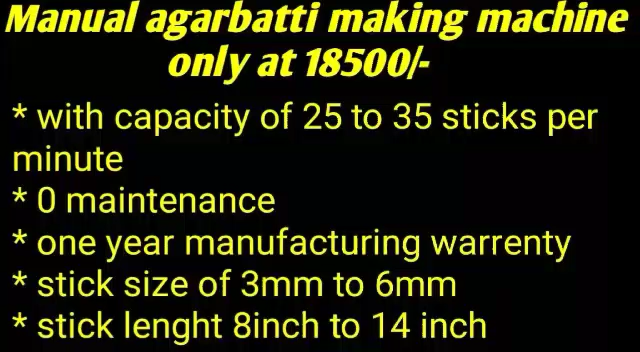 Manual agarbatti making machine
only at 18500/-
* with capacity of 25 to 35 sticks per
minute
* 0 maintenance
* one year manufacturing warrenty
* stick size of 3mm to 6mm
* stick lenght 8inch to 14 inch